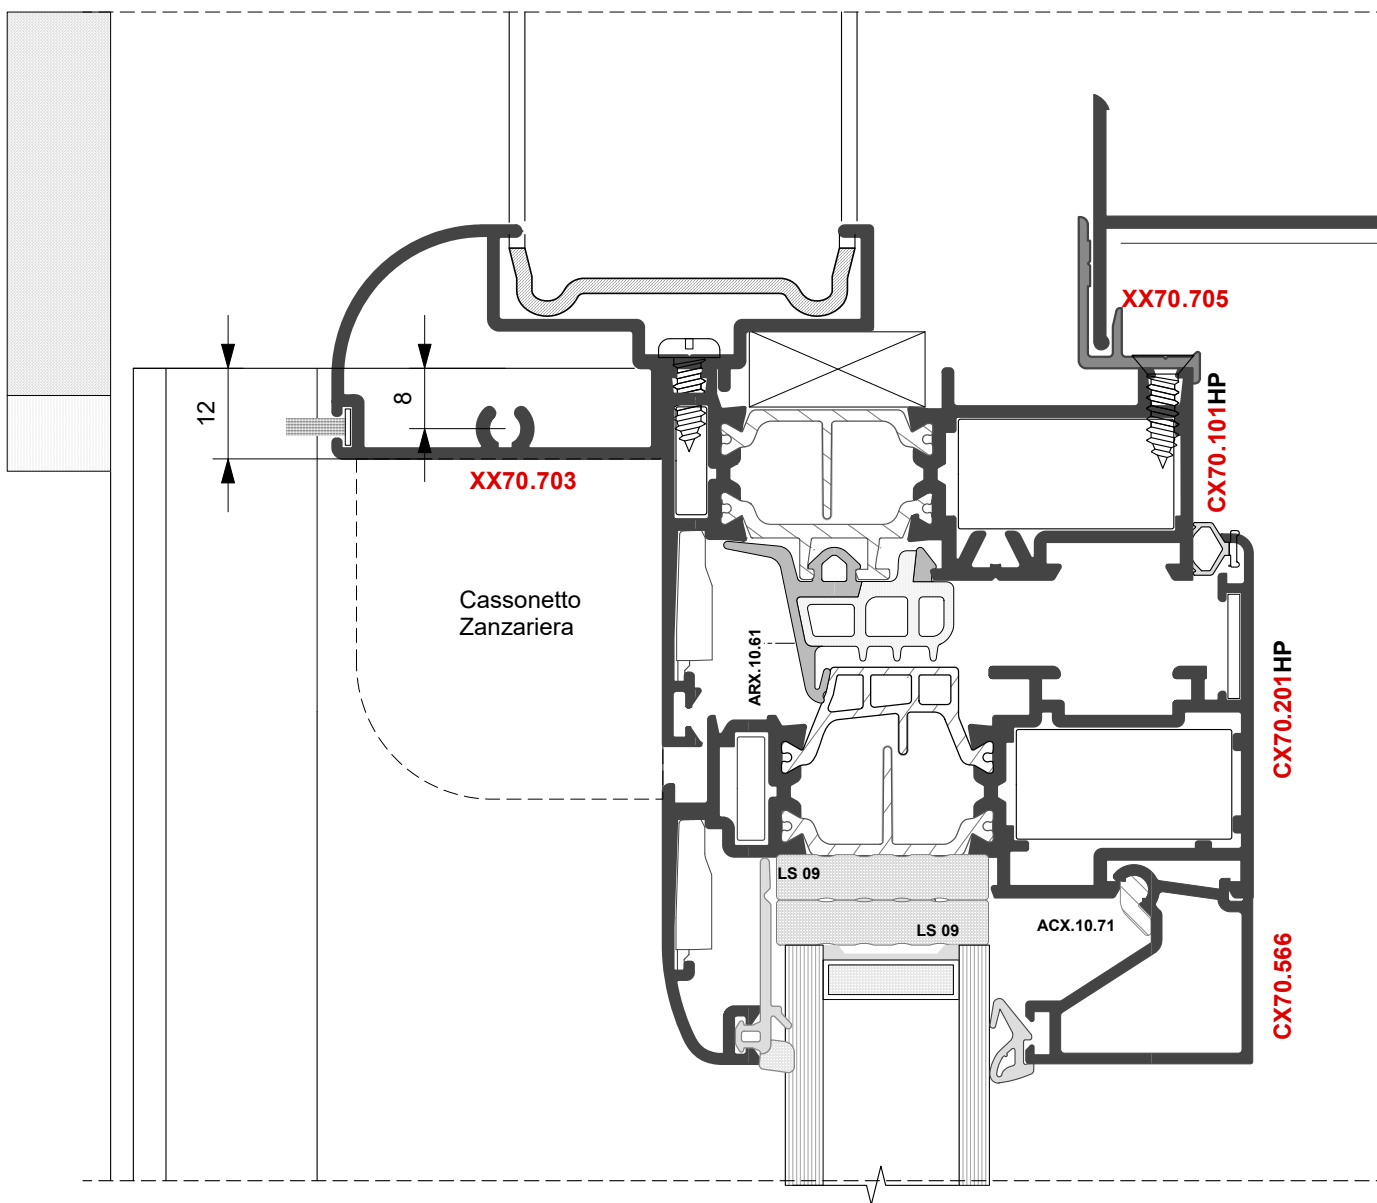 XX70.705
12
8
CX70.101HP
XX70.703
Cassonetto
Zanzariera
ARX.10.61
CX70.201HP
LS 09
LS 09
ACX.10.71
CX70.566